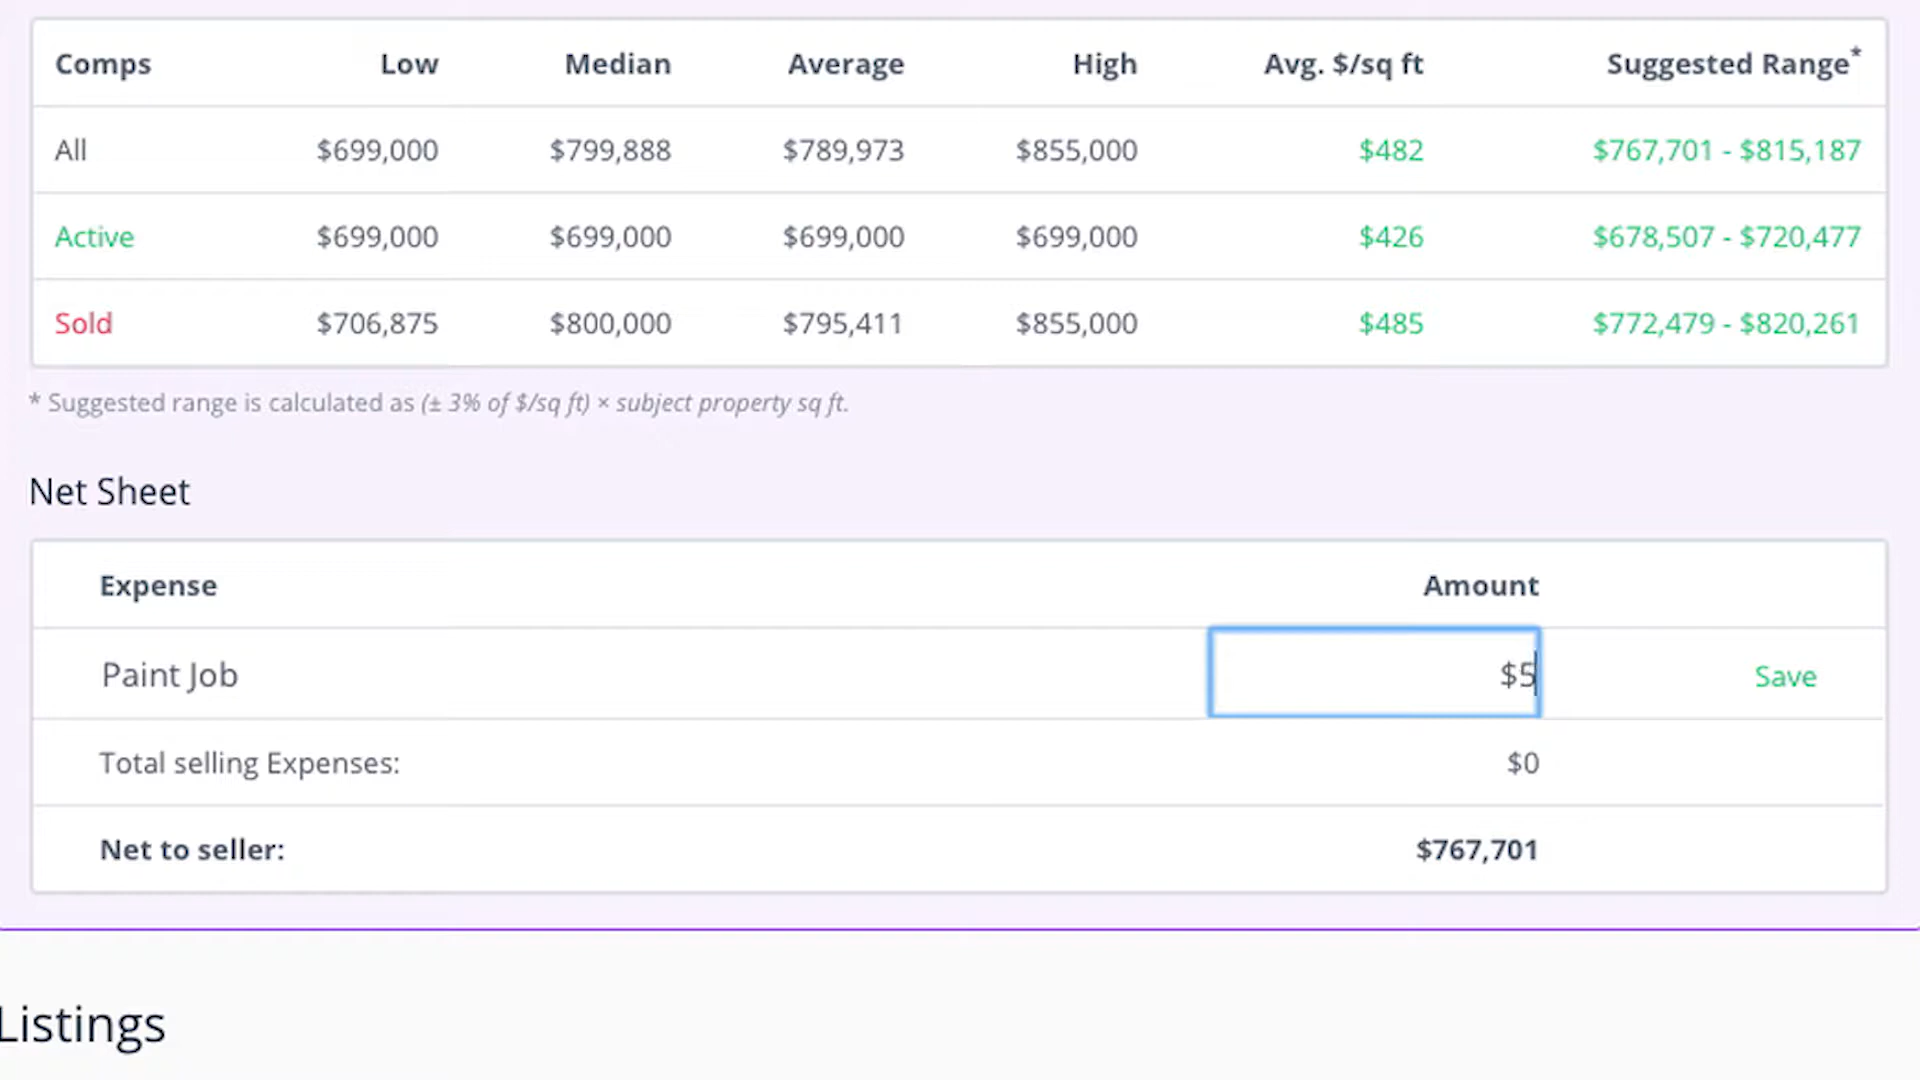 Comps Low Median Average High Avg. $/sq ft Suggested Range*
All $699,000 $799,888 $789,973 $855,000 $482 $767,701 - $815,187
Active $699,000 $699,000 $699,000 $699,000 $426 $678,507 - $720,477
Sold $706,875 $800,000 $795,411 $855,000 $485 $772,479 - $820,261
* Suggested range is calculated as (± 3% of $/sq ft) × subject property sq ft.
Net Sheet
Expense Amount
Paint Job $5 Save
Total selling Expenses: $0
Net to seller: $767,701
Listings